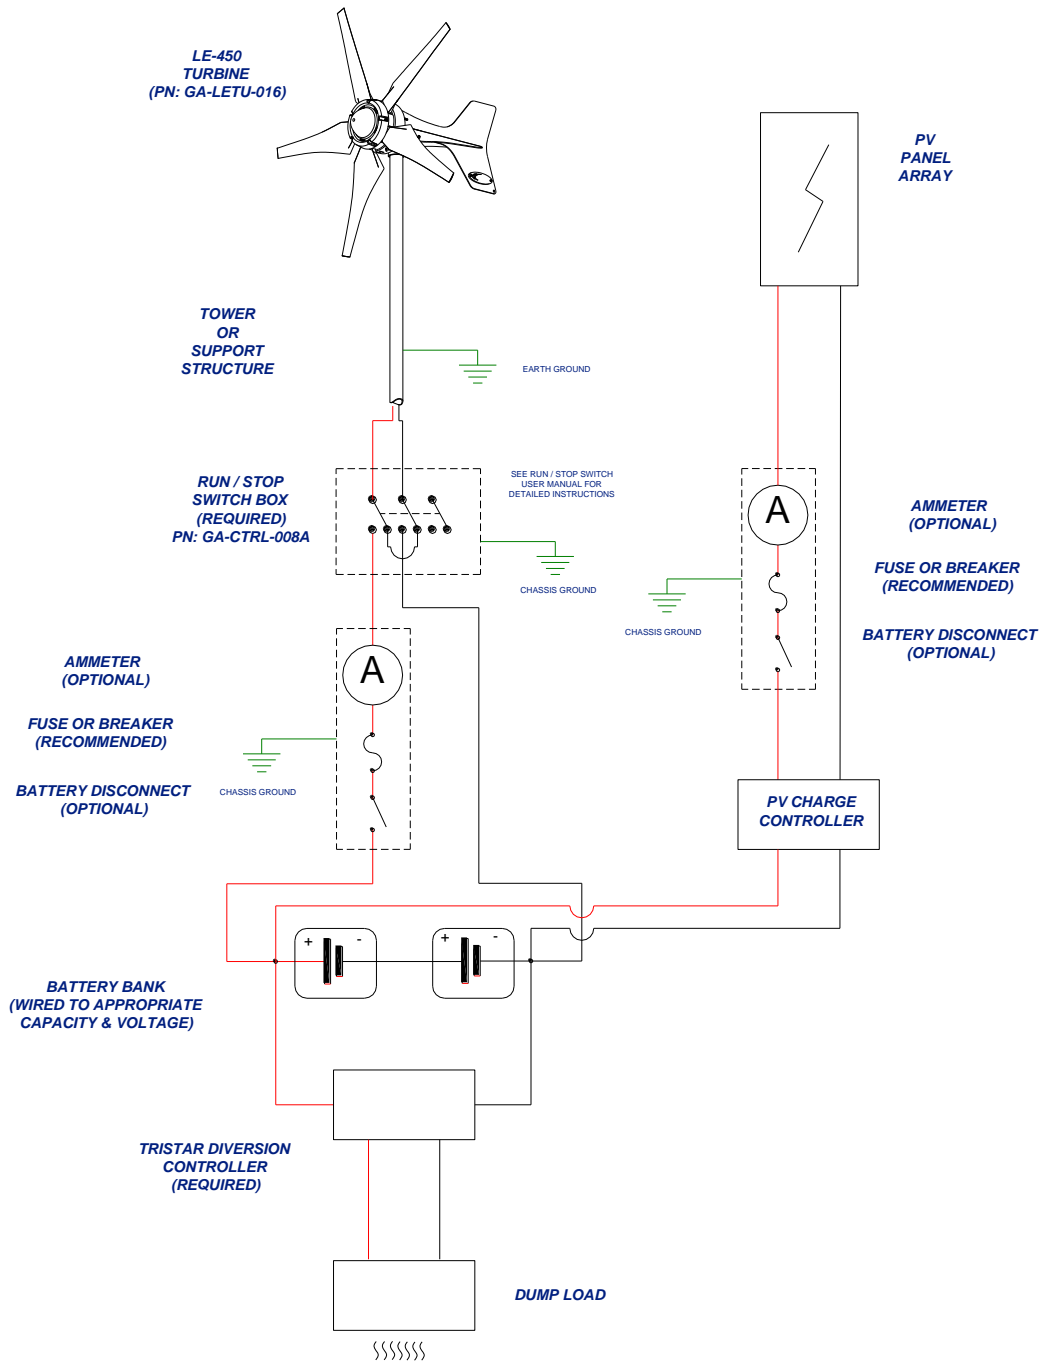 LE-450
TURBINE
(PN: GA-LETU-016)
PV
PANEL
ARRAY
TOWER
OR
SUPPORT
STRUCTURE
EARTH GROUND
RUN / STOP
SWITCH BOX
(REQUIRED)
PN: GA-CTRL-008A
SEE RUN / STOP SWITCH
USER MANUAL FOR
DETAILED INSTRUCTIONS
CHASSIS GROUND
A
AMMETER
(OPTIONAL)
FUSE OR BREAKER
(RECOMMENDED)
BATTERY DISCONNECT
(OPTIONAL)
CHASSIS GROUND
A
AMMETER
(OPTIONAL)
FUSE OR BREAKER
(RECOMMENDED)
BATTERY DISCONNECT
(OPTIONAL)
CHASSIS GROUND
PV CHARGE
CONTROLLER
+ -
+ -
BATTERY BANK
(WIRED TO APPROPRIATE
CAPACITY & VOLTAGE)
TRISTAR DIVERSION
CONTROLLER
(REQUIRED)
DUMP LOAD